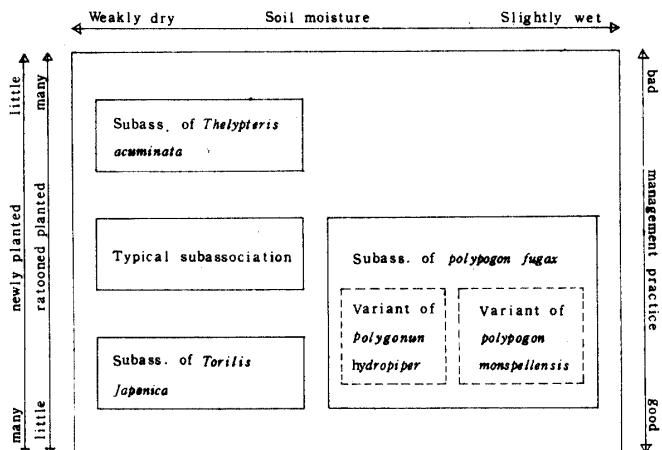 Weakly dry Soil moisture Slightly wet
little
many
newly planted
ratooned planted
many
little
bad
management practice
good
Subass. of Thelypteris
acuminata
Typical subassociation
Subass. of Torilis
Japenica
Subass. of polypogon fugax
Variant of
polygonun
hydropiper
Variant of
polypogon
monspellensis